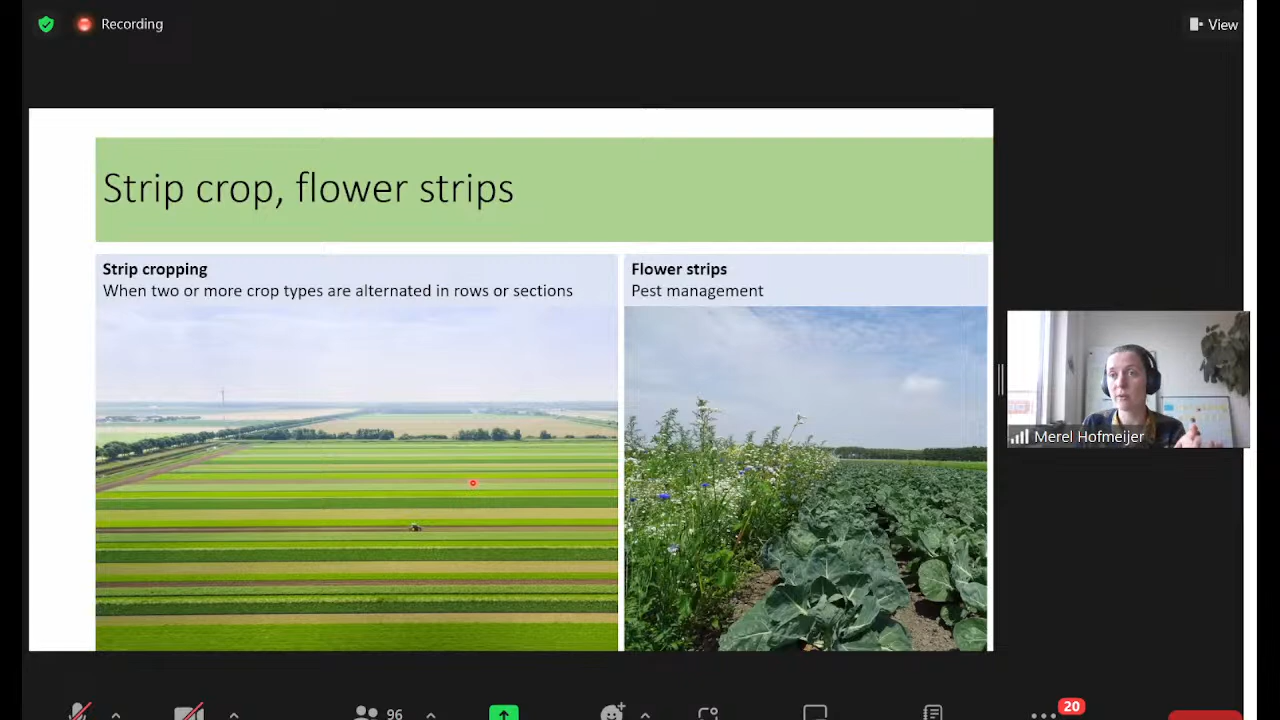 Recording
View
Strip crop, flower strips
Strip cropping
When two or more crop types are alternated in rows or sections
Flower strips
Pest management
Merel Hofmeijer
96
20